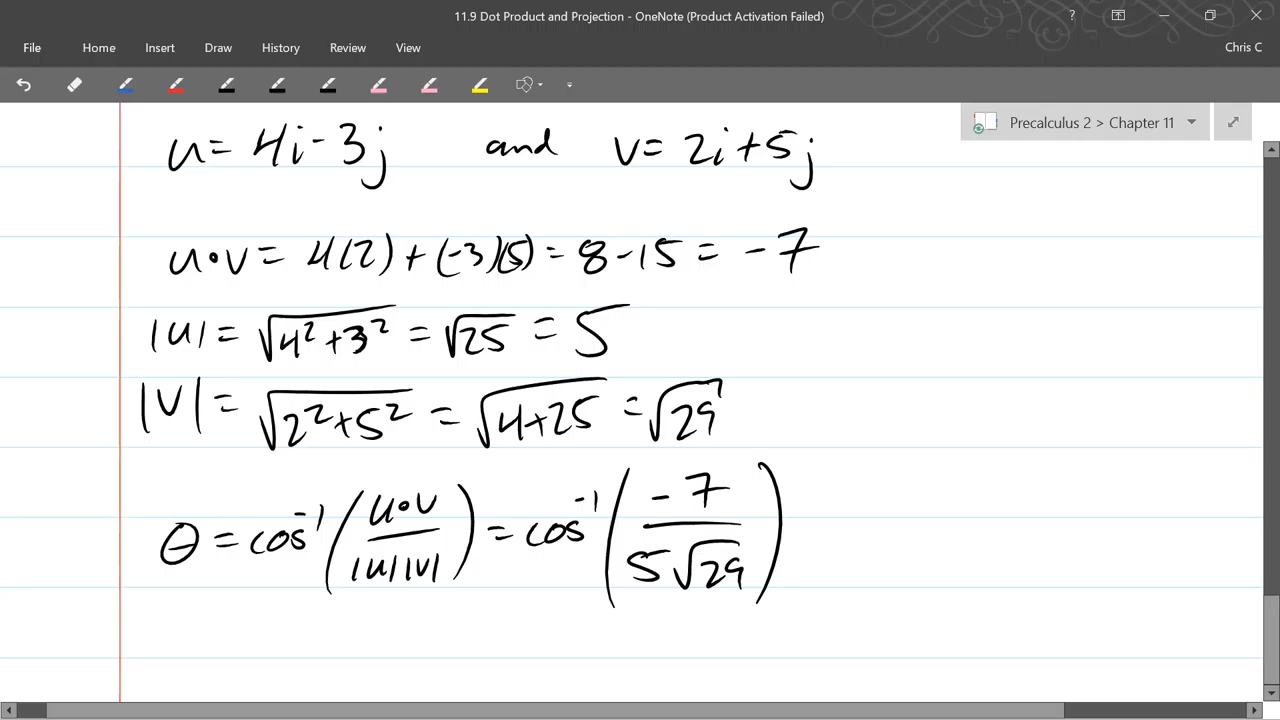 11.9 Dot Product and Projection - OneNote (Product Activation Failed)
?
File Home Insert Draw History Review View Chris C
Precalculus 2 > Chapter 11
u = 4i - 3j and v = 2i + 5j
u•v = 4(2) + (-3)(5) = 8 - 15 = -7
|u| = √(4² + 3²) = √25 = 5
|v| = √(2² + 5²) = √(4+25) = √29
θ = cos⁻¹(u•v / |u||v|) = cos⁻¹(-7 / 5√29)